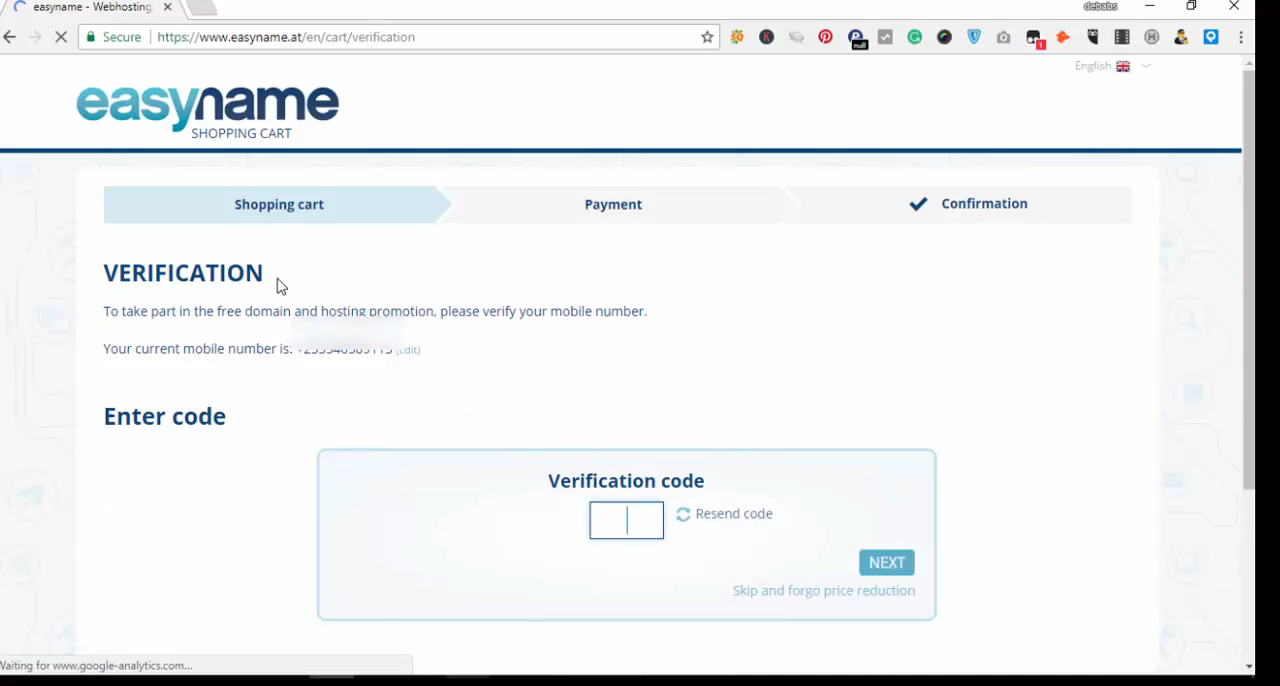 easyname - Webhosting
debabs
Secure https://www.easyname.at/en/cart/verification
null
1
English
easyname
SHOPPING CART
Shopping cart Payment Confirmation
VERIFICATION
To take part in the free domain and hosting promotion, please verify your mobile number.
Your current mobile number is: (Edit)
Enter code
Verification code
Resend code
NEXT
Skip and forgo price reduction
Waiting for www.google-analytics.com...